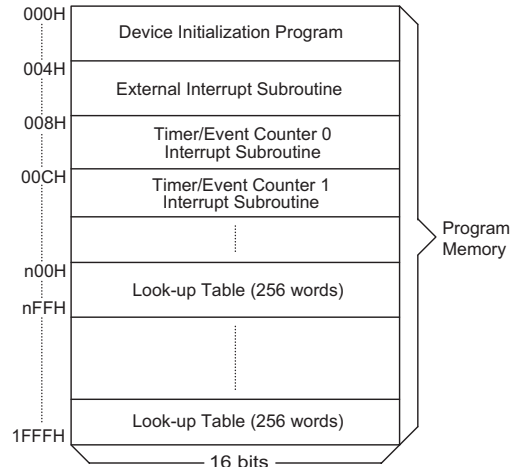 000H
Device Initialization Program
004H
External Interrupt Subroutine
008H
Timer/Event Counter 0
Interrupt Subroutine
00CH
Timer/Event Counter 1
Interrupt Subroutine
Program
Memory
n00H
Look-up Table (256 words)
nFFH
Look-up Table (256 words)
1FFFH
16 bits